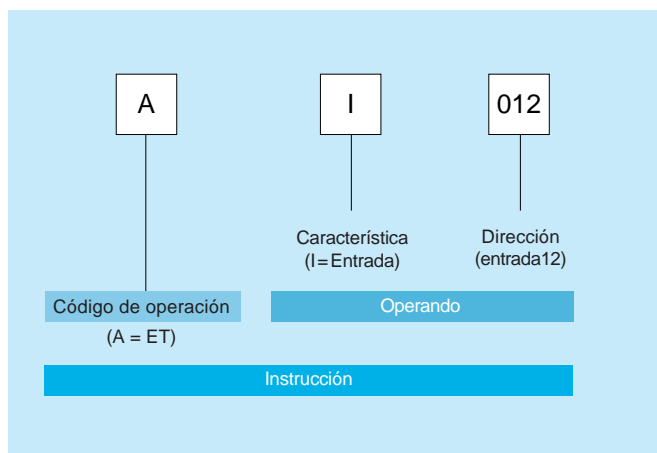 A I 012
Característica Dirección
(I=Entrada) (entrada12)
Código de operación Operando
(A = ET)
Instrucción